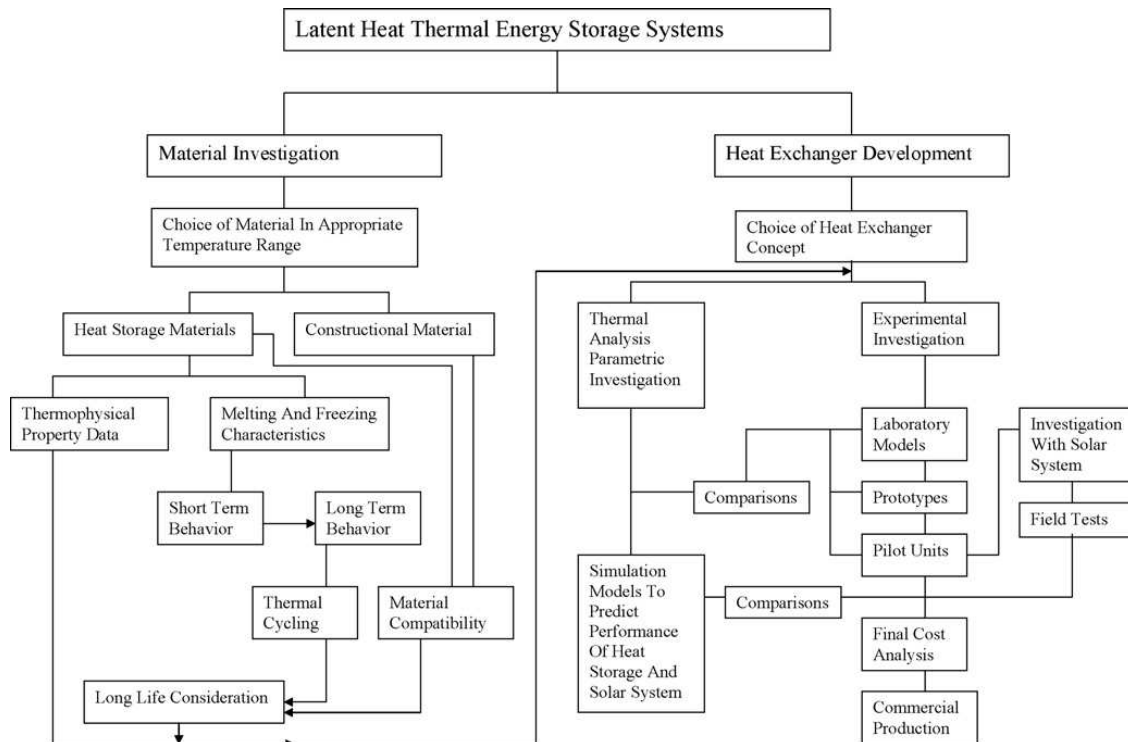 Latent Heat Thermal Energy Storage Systems
Material Investigation
Heat Exchanger Development
Choice of Material In Appropriate
Temperature Range
Choice of Heat Exchanger
Concept
Heat Storage Materials
Constructional Material
Thermal
Analysis
Parametric
Investigation
Experimental
Investigation
Thermophysical
Property Data
Melting And Freezing
Characteristics
Laboratory
Models
Investigation
With Solar
System
Short Term
Behavior
Long Term
Behavior
Comparisons
Prototypes
Field Tests
Pilot Units
Thermal
Cycling
Material
Compatibility
Simulation
Models To
Predict
Performance
Of Heat
Storage And
Solar System
Comparisons
Final Cost
Analysis
Long Life Consideration
Commercial
Production